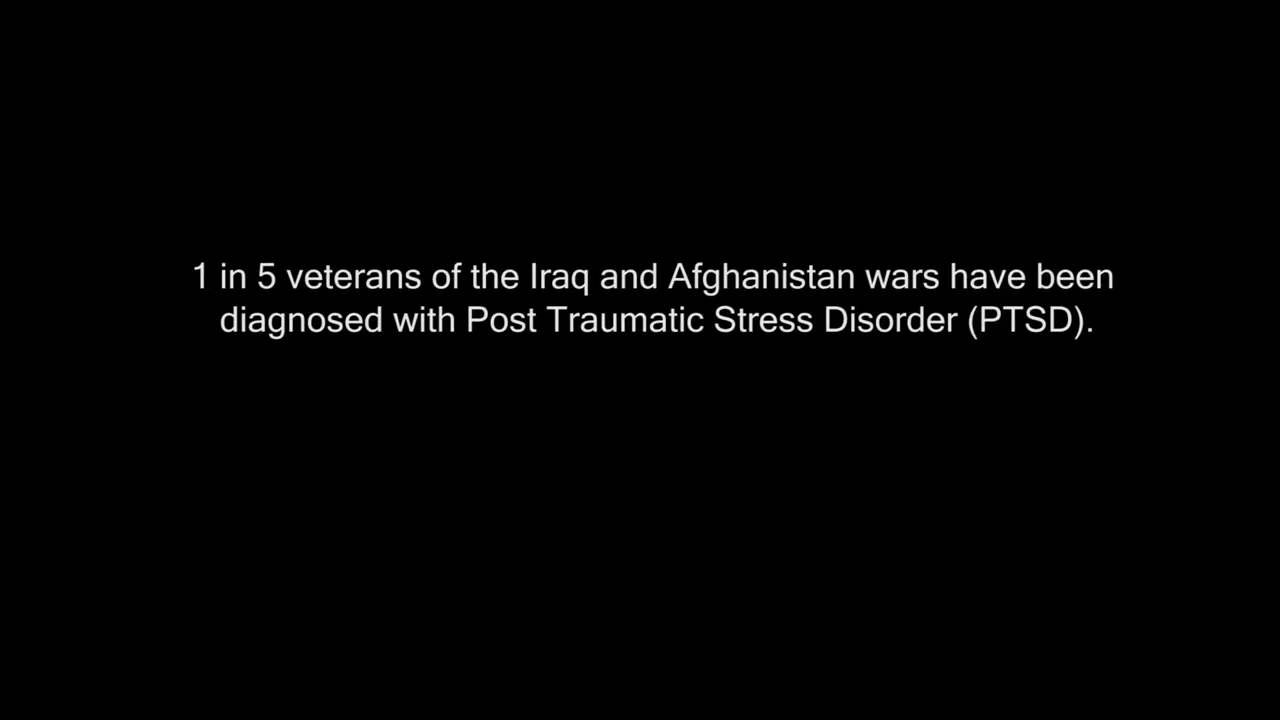 1 in 5 veterans of the Iraq and Afghanistan wars have been
diagnosed with Post Traumatic Stress Disorder (PTSD).